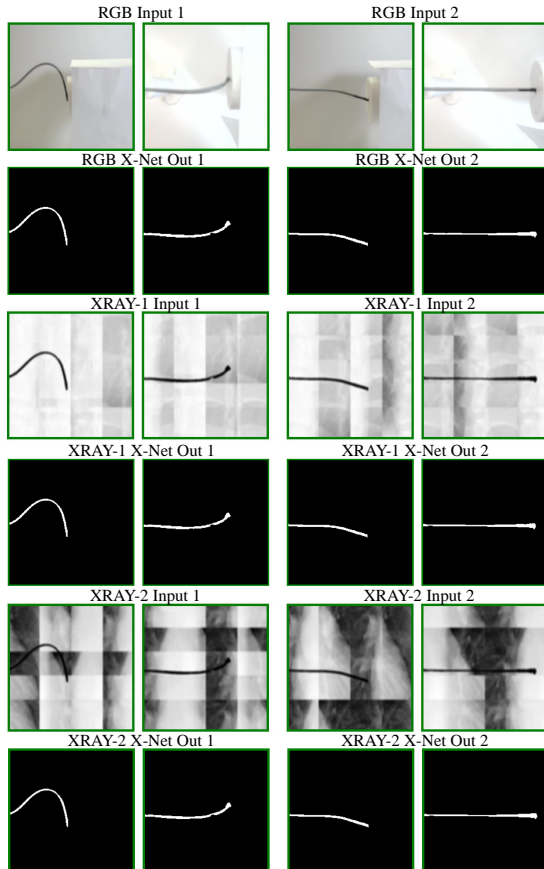 RGB Input 1
RGB Input 2
RGB X-Net Out 1
RGB X-Net Out 2
XRAY-1 Input 1
XRAY-1 Input 2
XRAY-1 X-Net Out 1
XRAY-1 X-Net Out 2
XRAY-2 Input 1
XRAY-2 Input 2
XRAY-2 X-Net Out 1
XRAY-2 X-Net Out 2